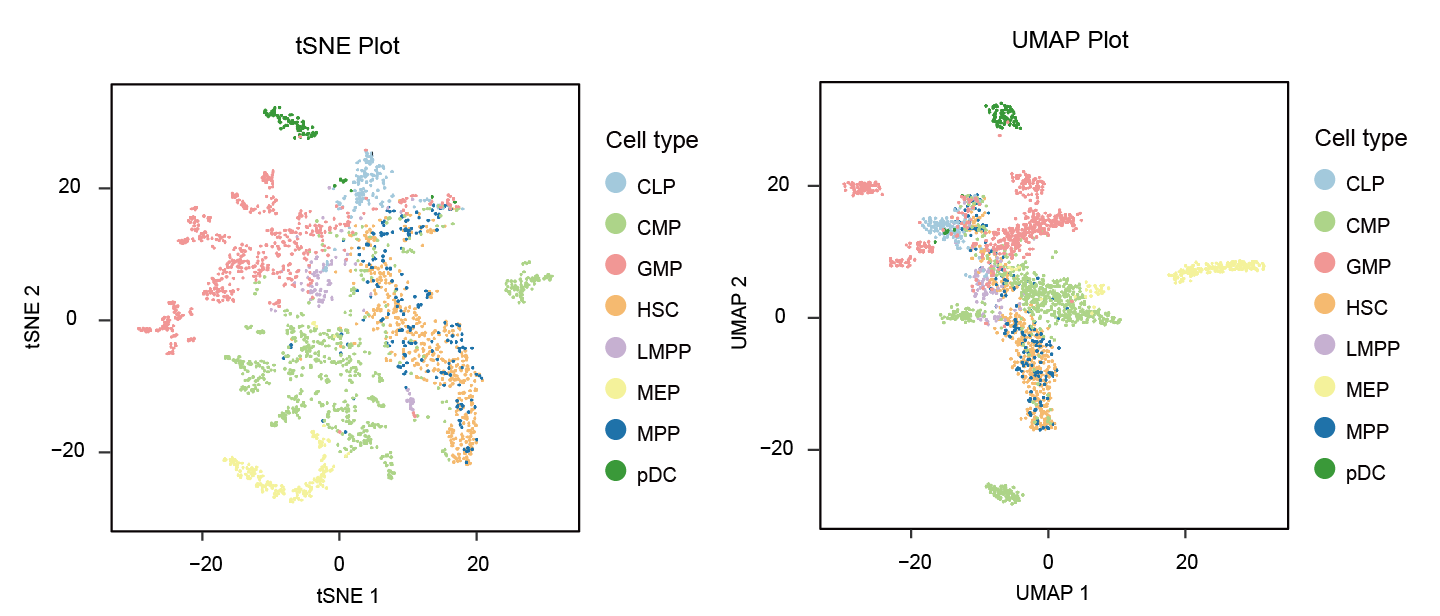 tSNE Plot
20
0
−20
tSNE 2
−20 0 20
tSNE 1
Cell type
CLP
CMP
GMP
HSC
LMPP
MEP
MPP
pDC
UMAP Plot
20
0
−20
UMAP 2
−20 0 20
UMAP 1
Cell type
CLP
CMP
GMP
HSC
LMPP
MEP
MPP
pDC